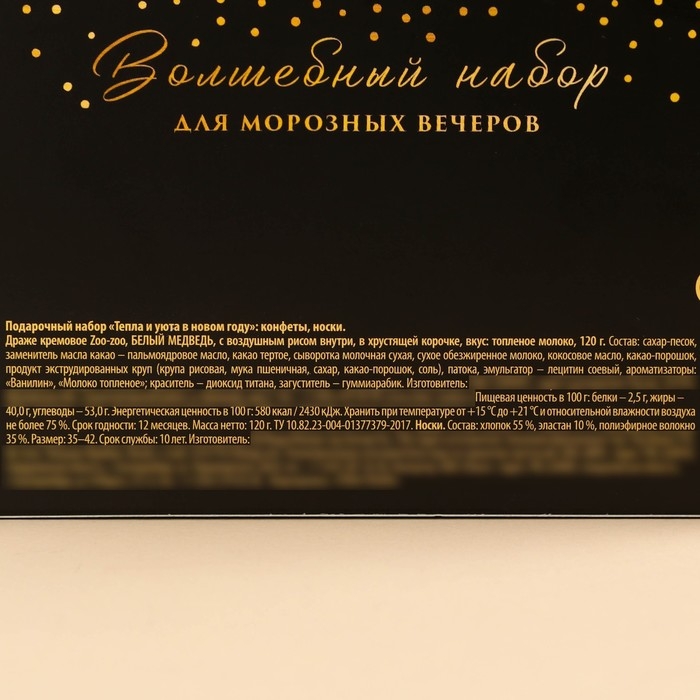 Волшебный набор
ДЛЯ МОРОЗНЫХ ВЕЧЕРОВ
Подарочный набор «Тепла и уюта в новом году»: конфеты, носки.
Драже кремовое Zoo-zoo, БЕЛЫЙ МЕДВЕДЬ, с воздушным рисом внутри, в хрустящей корочке, вкус: топленое молоко, 120 г. Состав: сахар-песок,
заменитель масла какао – пальмоядровое масло, какао тертое, сыворотка молочная сухая, сухое обезжиренное молоко, кокосовое масло, какао-порошок,
продукт экструдированных круп (крупа рисовая, мука пшеничная, сахар, какао-порошок, соль), патока, эмульгатор – лецитин соевый, ароматизаторы:
«Ванилин», «Молоко топленое»; краситель – диоксид титана, загуститель – гуммиарабик. Изготовитель:
Пищевая ценность в 100 г: белки – 2,5 г, жиры –
40,0 г, углеводы – 53,0 г. Энергетическая ценность в 100 г: 580 ккал / 2430 кДж. Хранить при температуре от +15 °C до +21 °C и относительной влажности воздуха
не более 75 %. Срок годности: 12 месяцев. Масса нетто: 120 г. ТУ 10.82.23-004-01377379-2017. Носки. Состав: хлопок 55 %, эластан 10 %, полиэфирное волокно
35 %. Размер: 35–42. Срок службы: 10 лет. Изготовитель: